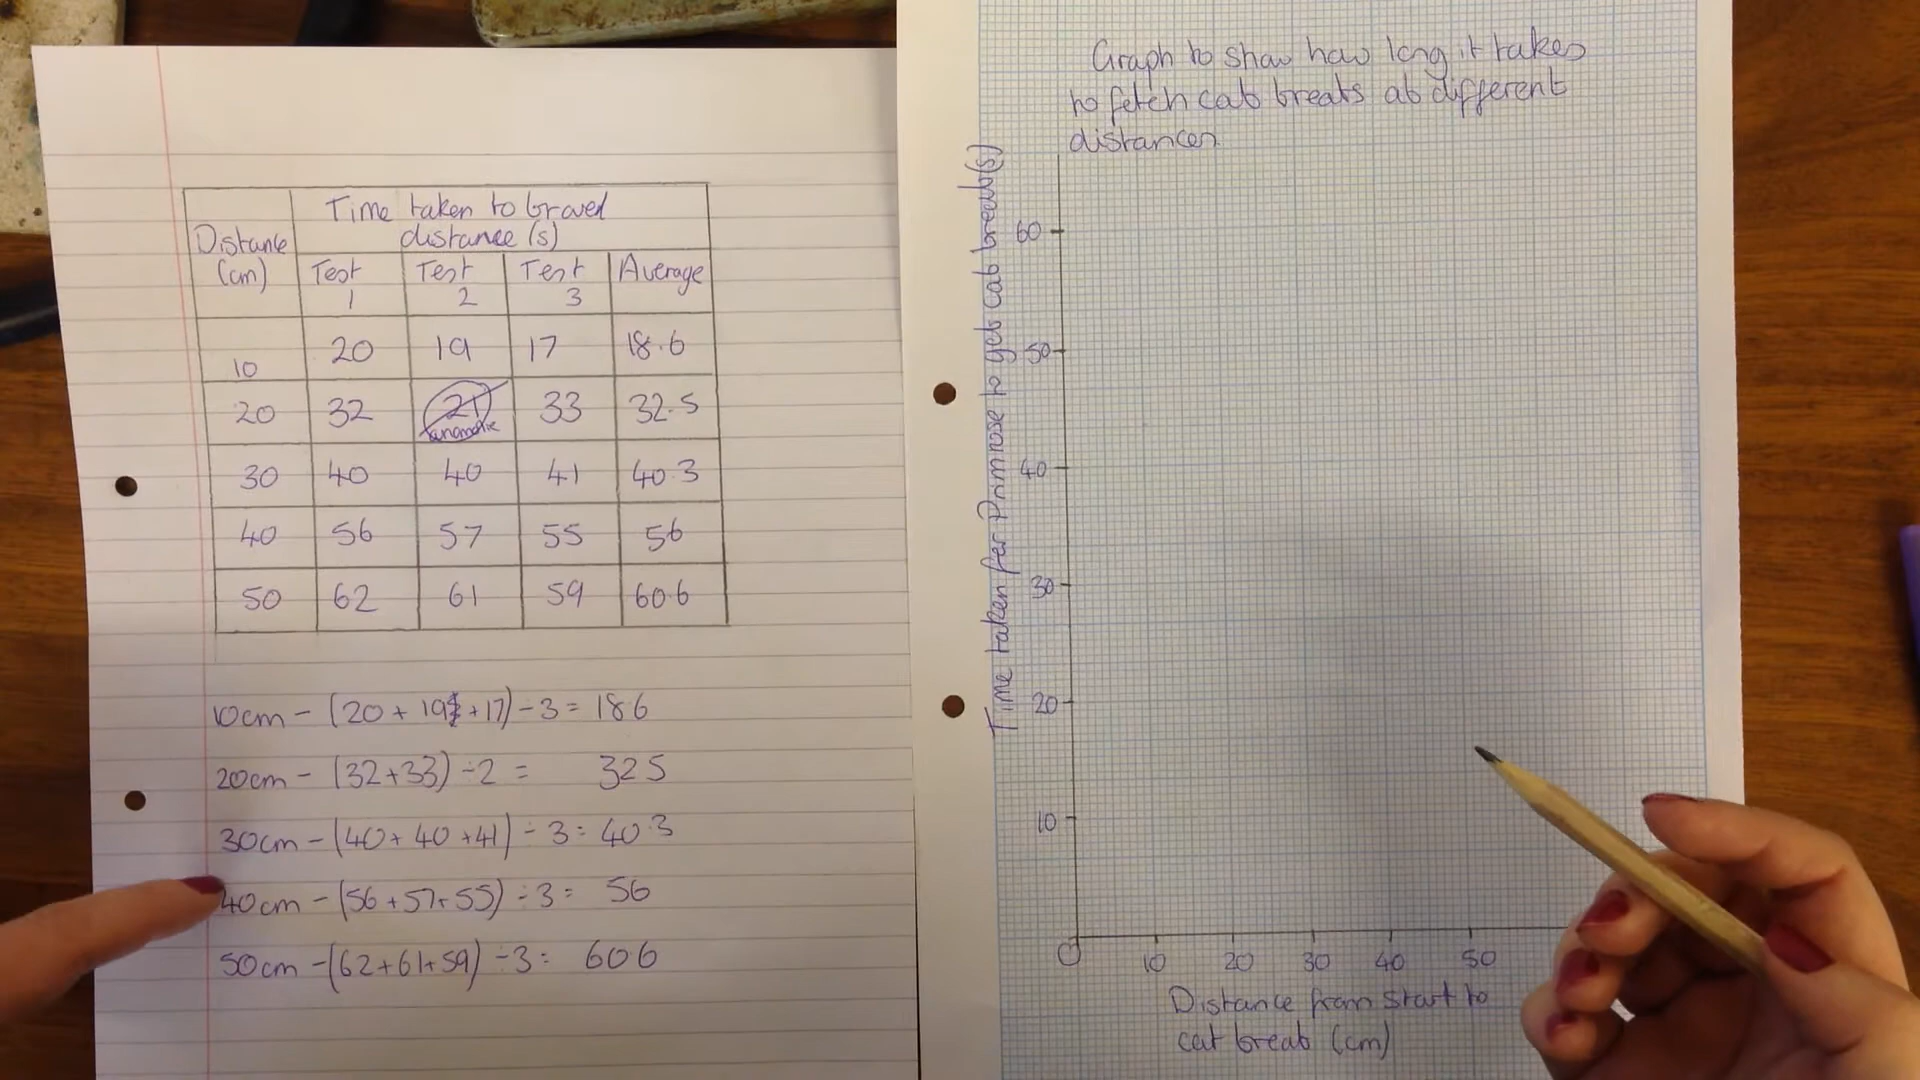 Time taken to travel
distance (s)
Distance
(cm)
Test 1
Test 2
Test 3
Average
10 20 19 17 18.6
20 32 21 33 32.5
30 40 40 41 40.3
40 56 57 55 56
50 62 61 59 60.6
10cm - (20 + 19 + 17) ÷ 3 = 18.6
20cm - (32+33) ÷ 2 = 32.5
30cm - (40+ 40 +41) ÷ 3 = 40.3
40cm - (56 +57+ 55) ÷ 3 = 56
50cm - (62+61+59) ÷ 3 = 60.6
Graph to show how long it takes
to fetch cat treats at different
distances
Time taken for Primrose to get cat treats (s)
60
50
40
30
20
10
0 10 20 30 40 50
Distance from start to
cat treat (cm)